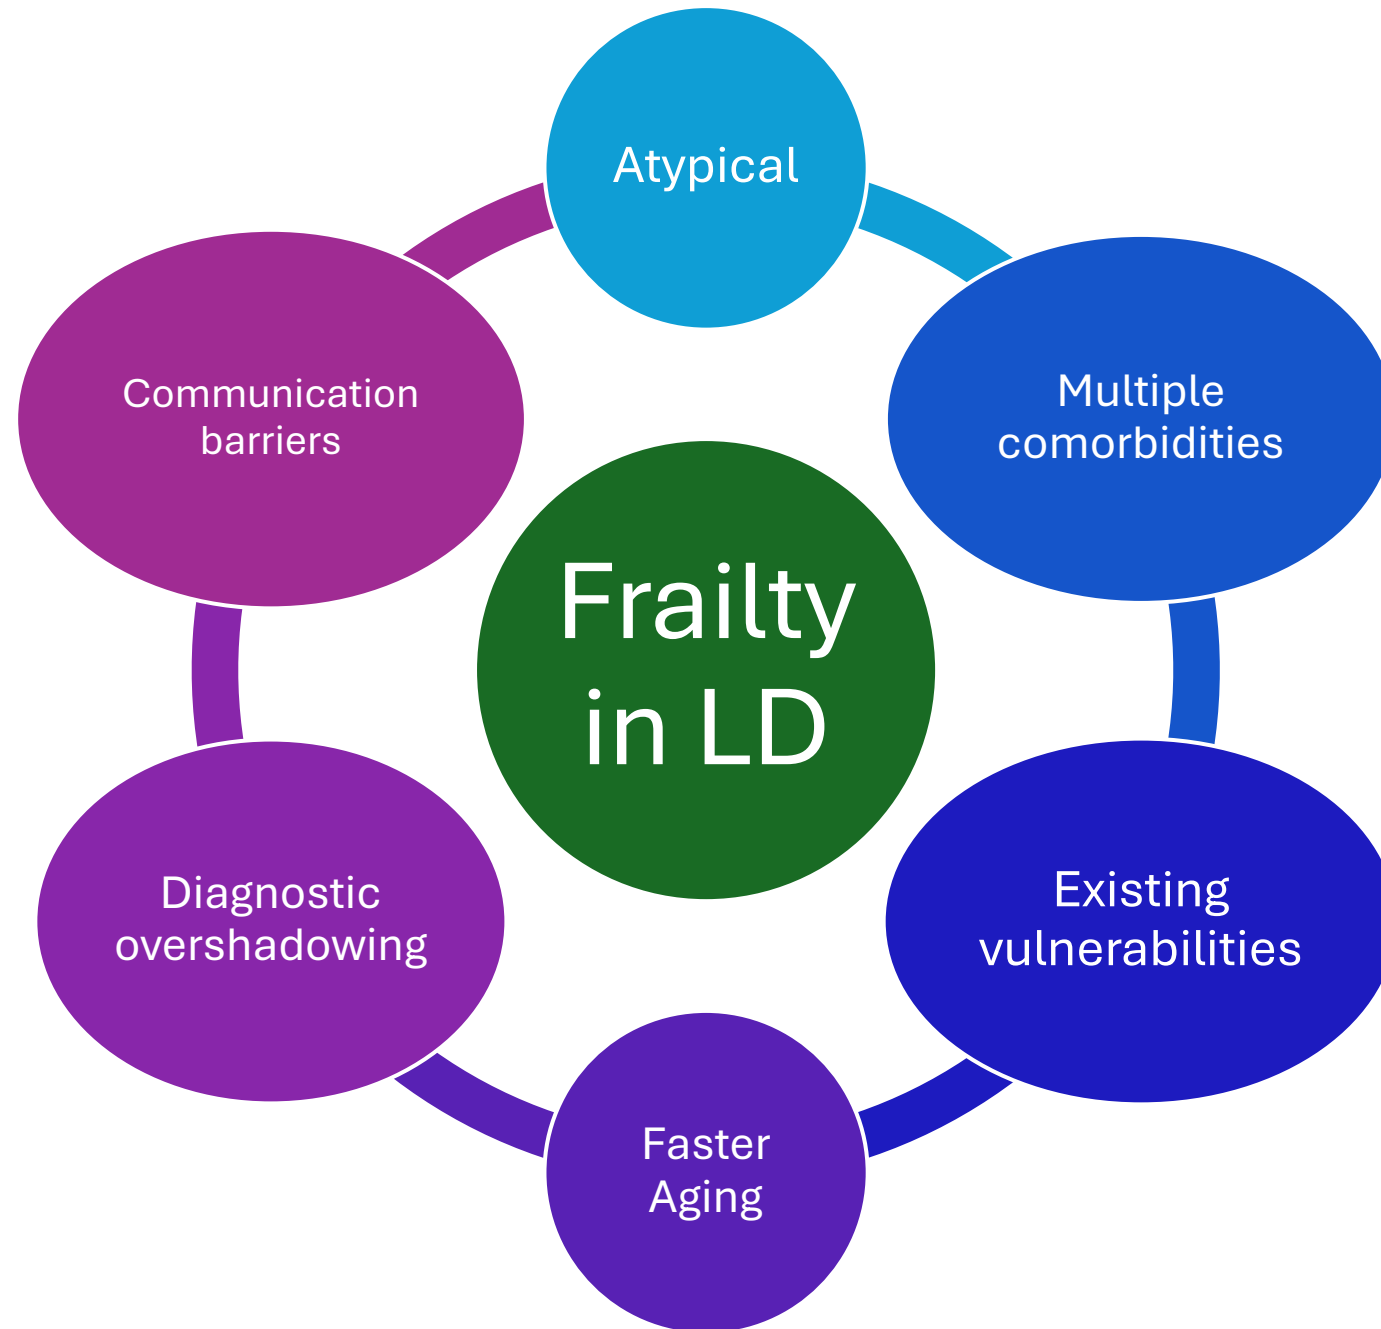 Atypical
Multiple
comorbidities
Existing
vulnerabilities
Faster
Aging
Diagnostic
overshadowing
Communication
barriers
Frailty
in LD